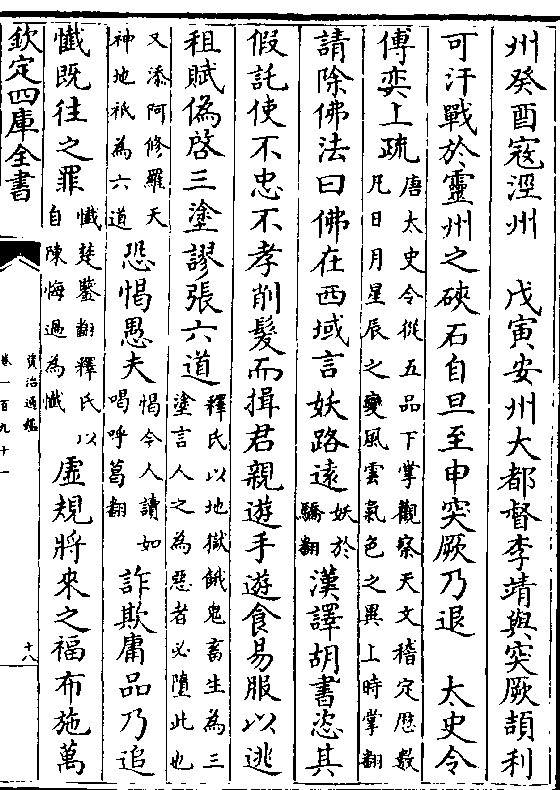 州癸酉寇涇州　戊寅安州大都督李靖與突厥頡利
可汗戰於靈州之硤石自旦至申突厥乃退　太史令
傅奕上疏唐太史令從五品下掌觀察天文稽定厯數
凡日月星辰之變風雲氣色之異上時掌翻
請除佛法曰佛在西域言妖路遠妖於
驕翻漢譯胡書恣其
假託使不忠不孝削髮而揖君親遊手遊食易服以逃
租賦偽啓三塗謬張六道釋氏以地獄餓鬼畜生為三
塗言人之為惡者必墮此也
又添阿修羅天
神地祇為六道恐愒愚夫愒今人讀如
喝呼葛翻詐欺庸品乃追
懺既往之罪懺楚鑒翻釋氏以
自陳悔過為懺虛規將來之福布施萬
欽定四庫全書
資治通鑑
卷一百九十一
十八